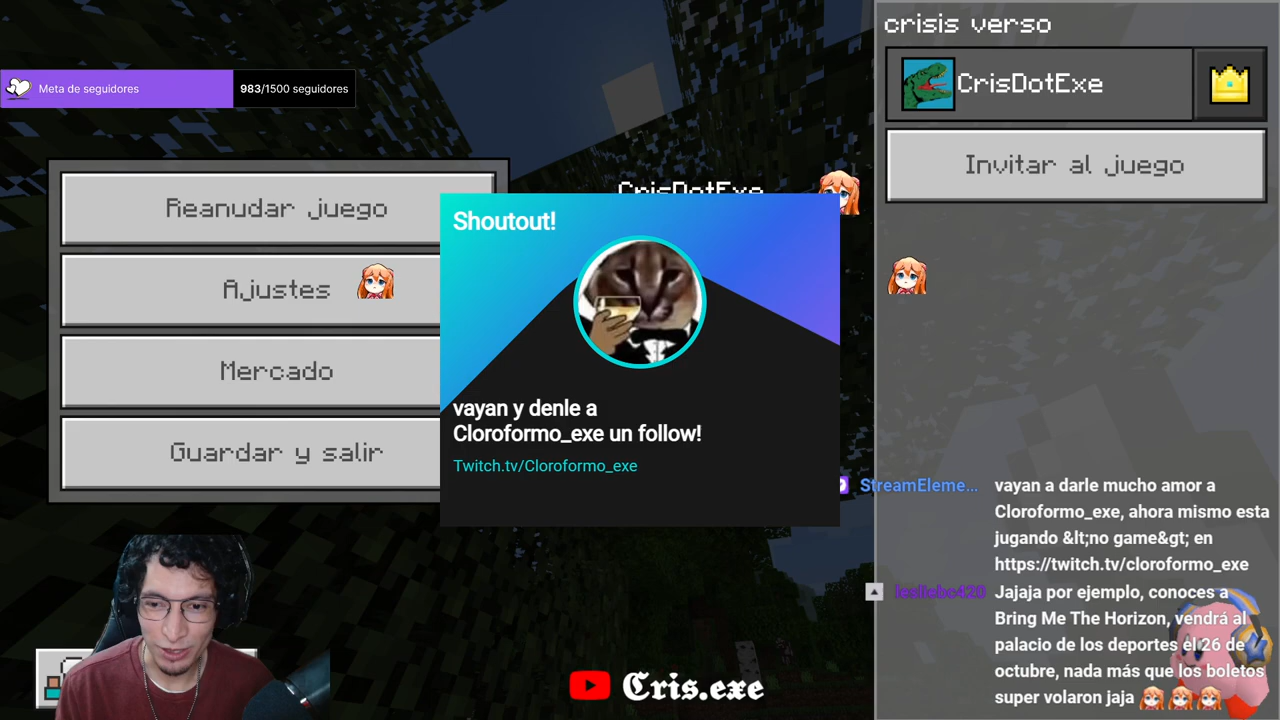 crisis verso
Meta de seguidores
983/1500 seguidores
CrisDotExe
Invitar al juego
Reanudar juego
CrisDotExe
Shoutout!
Ajustes
Mercado
vayan y denle a
Cloroformo_exe un follow!
Guardar y salir
Twitch.tv/Cloroformo_exe
StreamEleme...
vayan a darle mucho amor a
Cloroformo_exe, ahora mismo esta
jugando &lt;no game&gt; en
https://twitch.tv/cloroformo_exe
lesliebc420
Jajaja por ejemplo, conoces a
Bring Me The Horizon, vendrá al
palacio de los deportes él 26 de
octubre, nada más que los boletos
super volaron jaja
Cris.exe